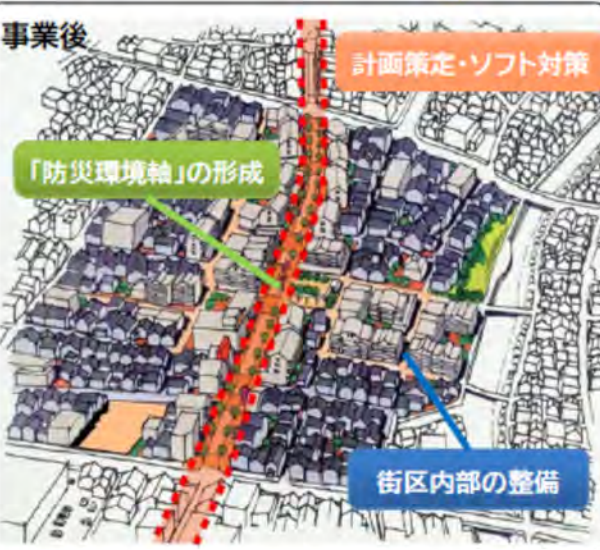 事業後
計画策定・ソフト対策
「防災環境軸」の形成
街区内部の整備